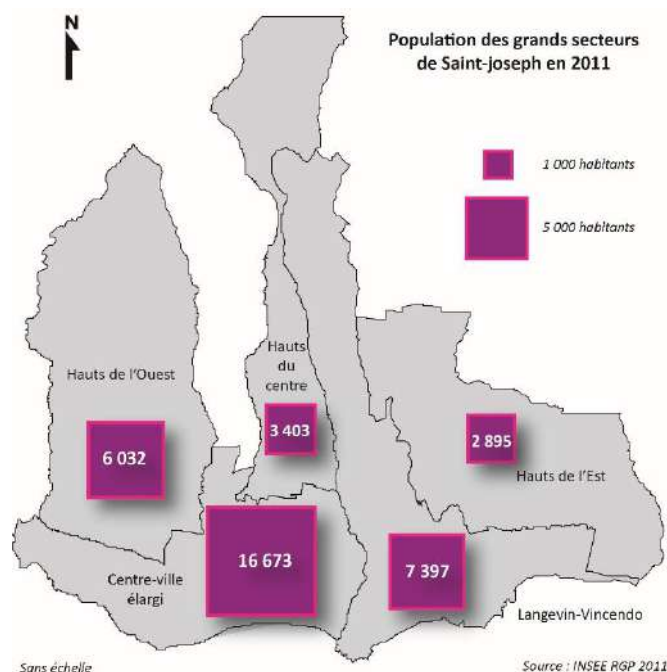 N
Population des grands secteurs
de Saint-joseph en 2011
1 000 habitants
5 000 habitants
Hauts de l'Ouest
6 032
Hauts
du
centre
3 403
2 895
Hauts de l'Est
16 673
7 397
Centre-ville
élargi
Langevin-Vincendo
Sans échelle
Source : INSEE RGP 2011